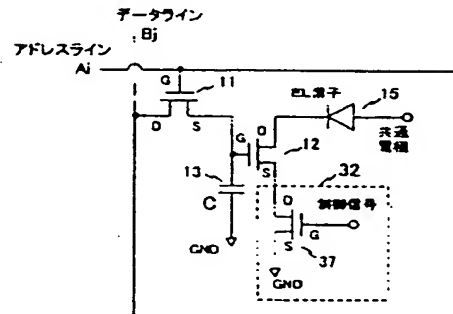 データライン
Bj
アドレスライン
Ai
G
11
D
S
EL素子
15
共通
電極
G
D
12
S
13
C
GND
32
D
制御信号
G
S
37
GND